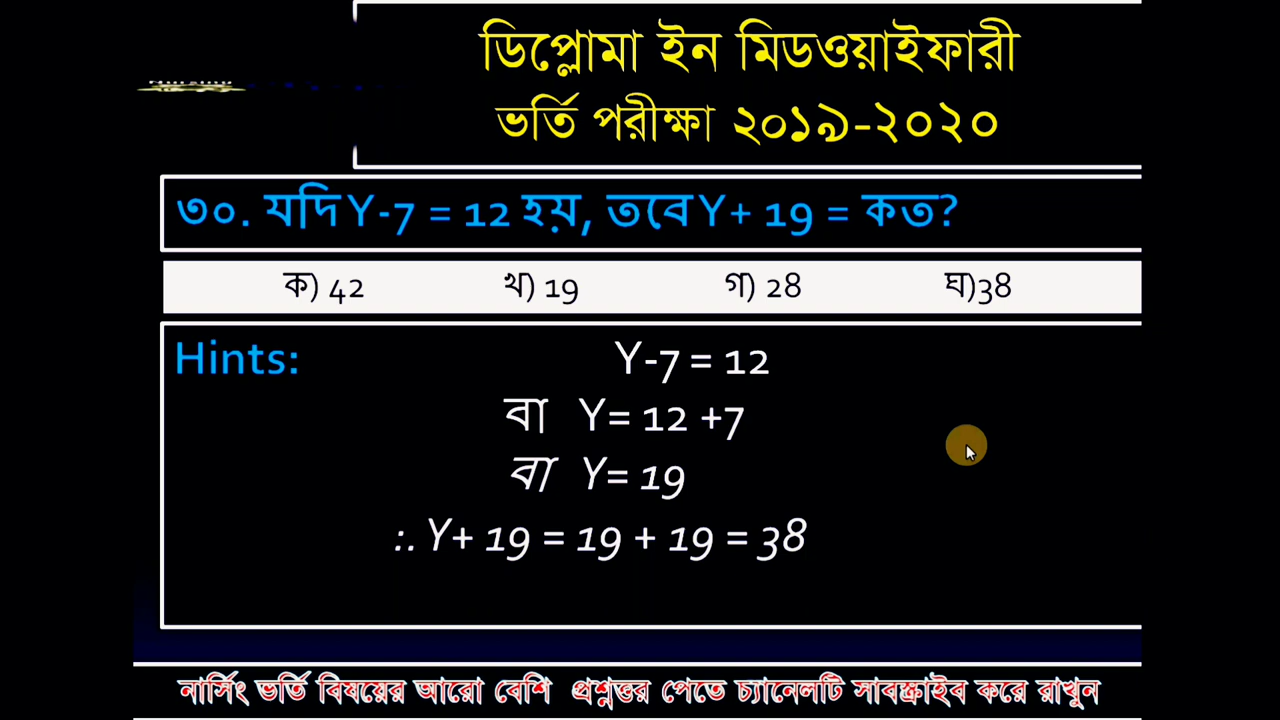 ডিপ্লোমা ইন মিডওয়াইফারী
ভর্তি পরীক্ষা ২০১৯-২০২০
৩০. যদি Y-7 = 12 হয়, তবে Y+ 19 = কত?
ক) 42 খ) 19 গ) 28 ঘ)38
Hints: Y-7 = 12
বা Y= 12 +7
বা Y= 19
∴ Y+ 19 = 19 + 19 = 38
নার্সিং ভর্তি বিষয়ের আরো বেশি প্রশ্নত্তর পেতে চ্যানেলটি সাবস্ক্রাইব করে রাখুন